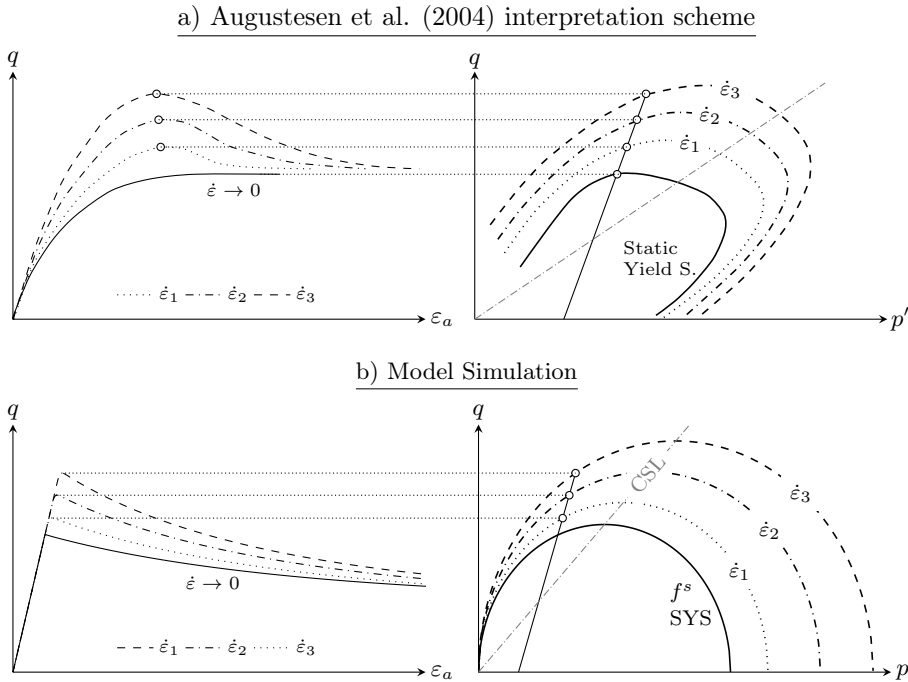 a) Augustesen et al. (2004) interpretation scheme
q
q
ε̇₃
ε̇₂
ε̇₁
ε̇ → 0
Static
Yield S.
ε̇₁ ε̇₂ ε̇₃
εₐ
p′
b) Model Simulation
q
q
CSL
ε̇₃
ε̇₂
ε̇₁
ε̇ → 0
fˢ
SYS
ε̇₁ ε̇₂ ε̇₃
εₐ
p